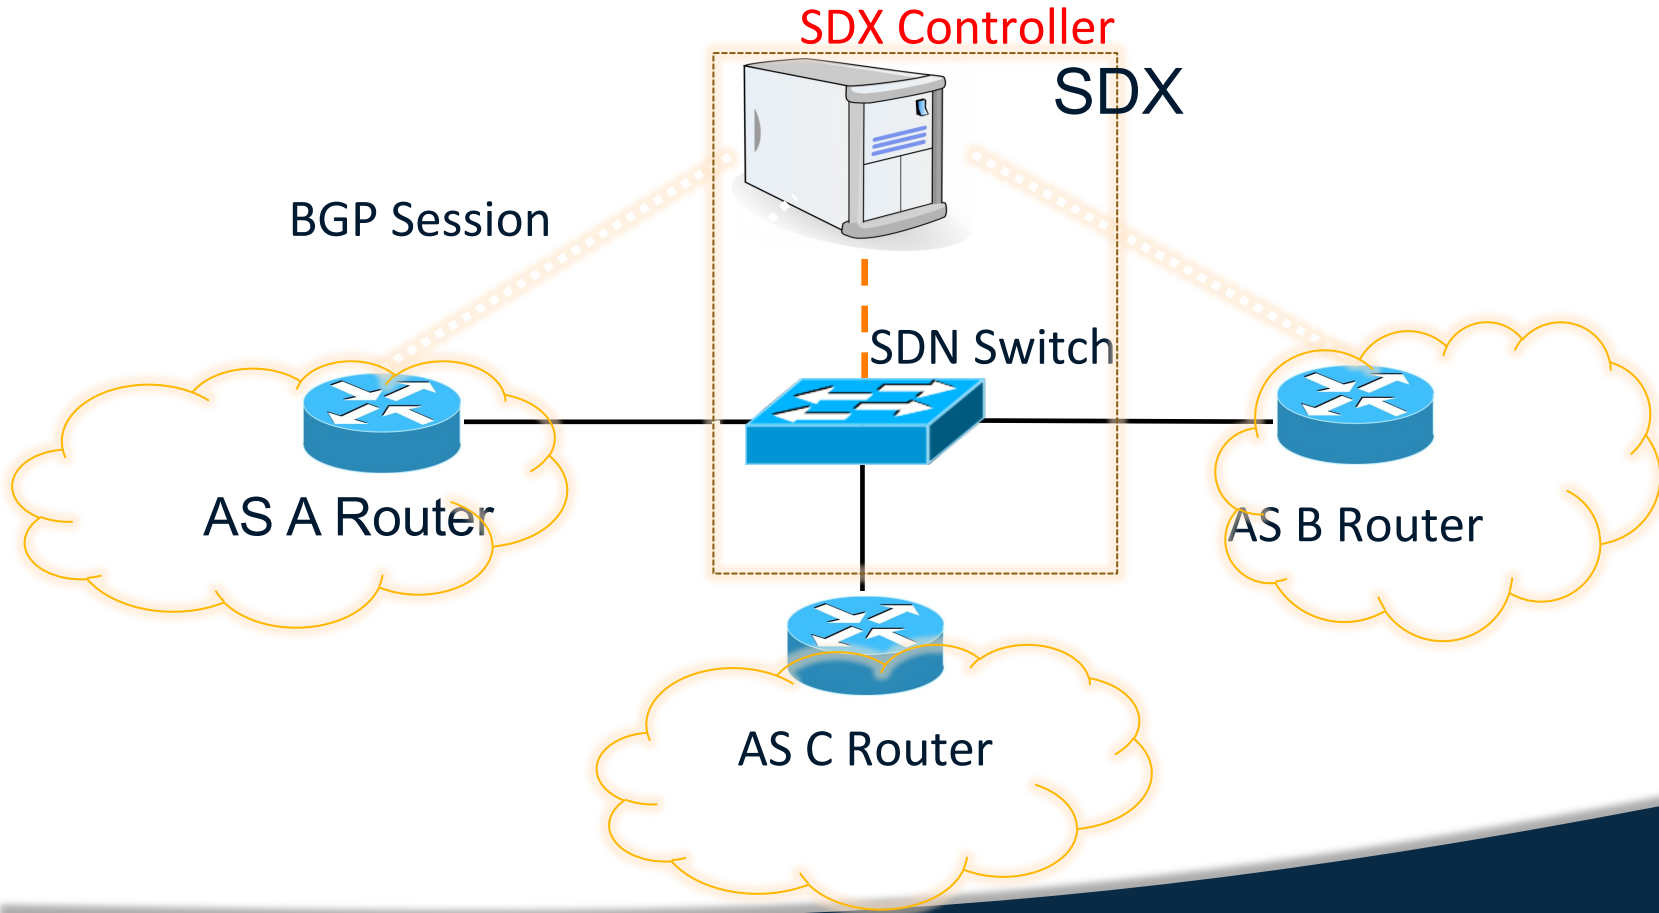 SDX Controller
SDX
BGP Session
SDN Switch
AS A Router
AS B Router
AS C Router